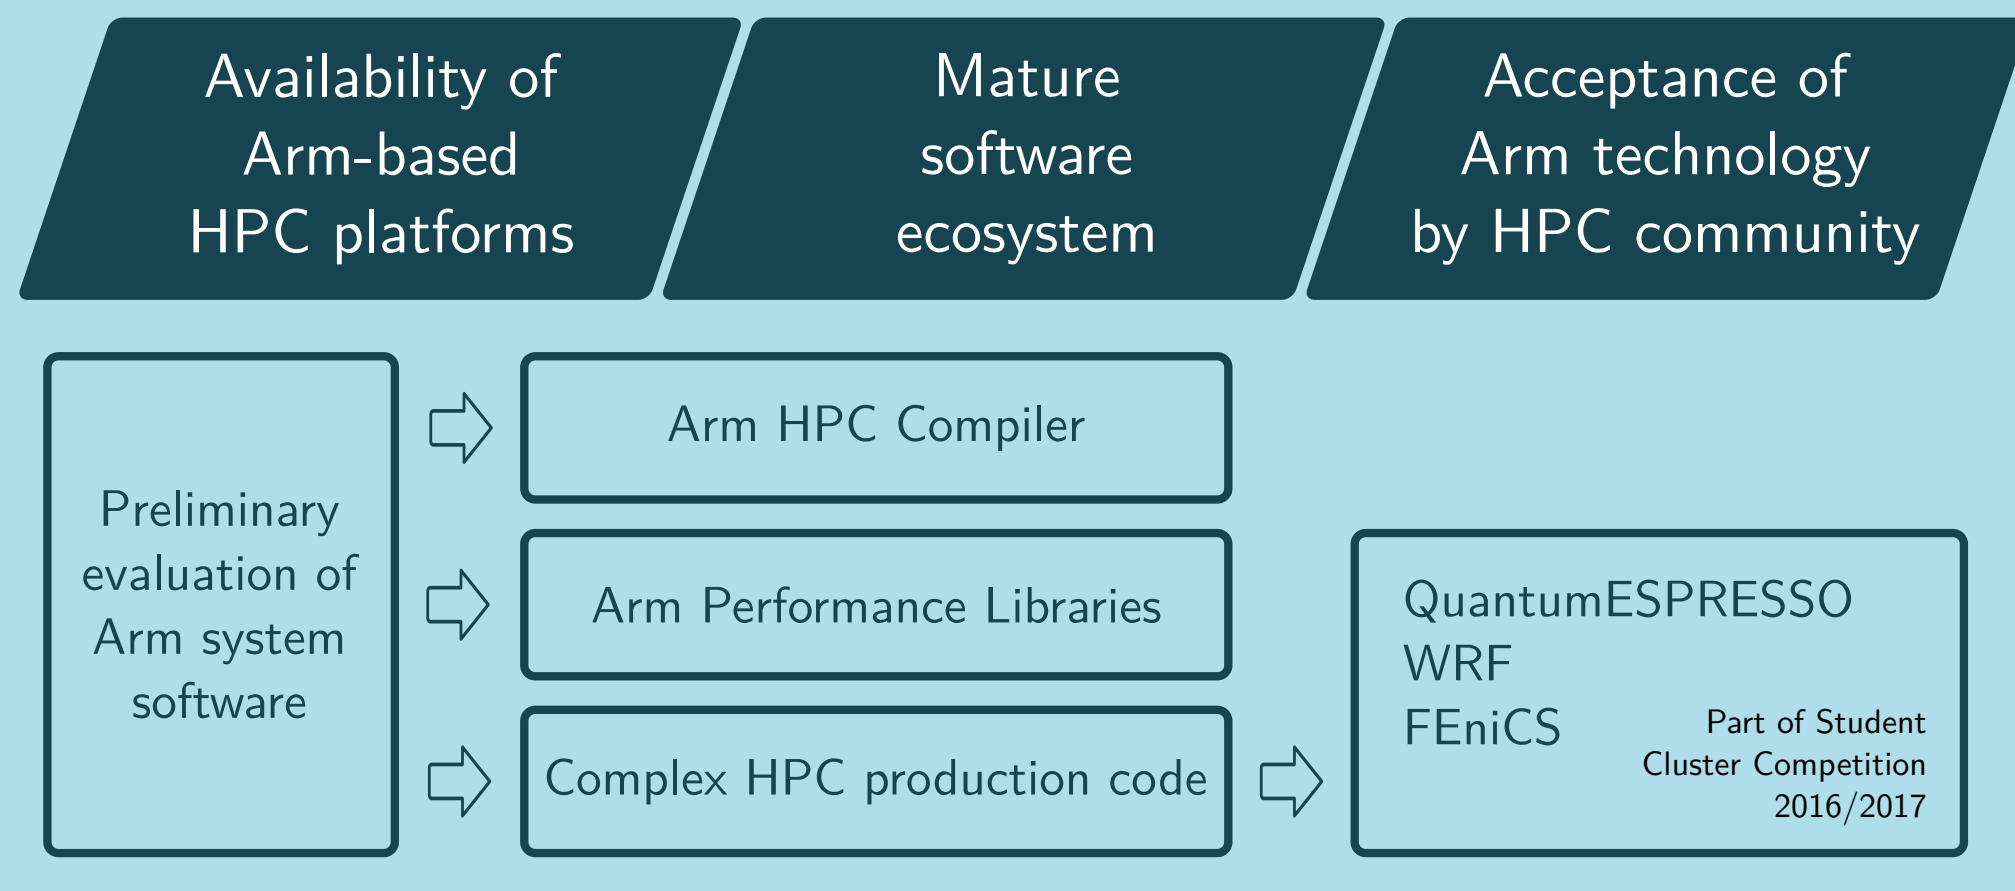 Availability of
Arm-based
HPC platforms
Mature
software
ecosystem
Acceptance of
Arm technology
by HPC community
Preliminary
evaluation of
Arm system
software
Arm HPC Compiler
Arm Performance Libraries
Complex HPC production code
QuantumESPRESSO
WRF
FEniCS
Part of Student
Cluster Competition
2016/2017